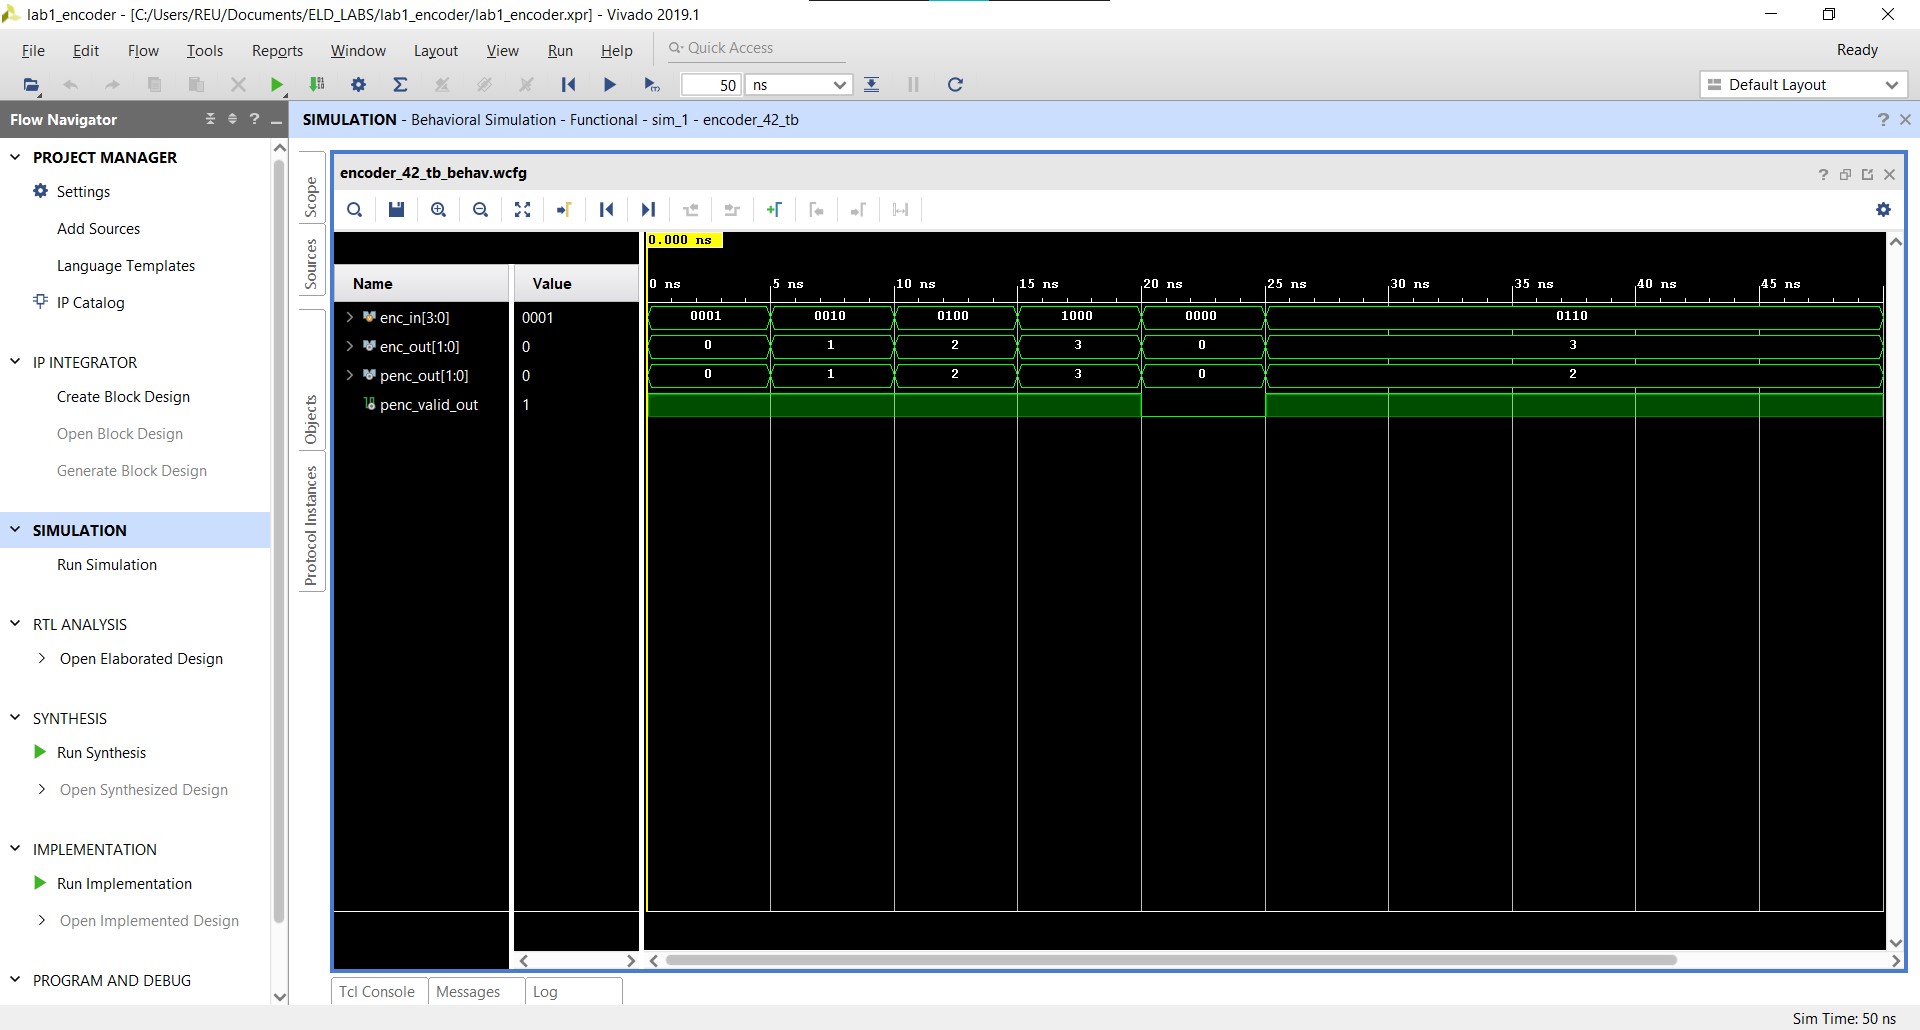 lab1_encoder - [C:/Users/REU/Documents/ELD_LABS/lab1_encoder/lab1_encoder.xpr] - Vivado 2019.1
File Edit Flow Tools Reports Window Layout View Run Help Quick Access Ready
50 ns Default Layout
Flow Navigator
SIMULATION - Behavioral Simulation - Functional - sim_1 - encoder_42_tb
PROJECT MANAGER
Settings
Add Sources
Language Templates
IP Catalog
IP INTEGRATOR
Create Block Design
Open Block Design
Generate Block Design
SIMULATION
Run Simulation
RTL ANALYSIS
Open Elaborated Design
SYNTHESIS
Run Synthesis
Open Synthesized Design
IMPLEMENTATION
Run Implementation
Open Implemented Design
PROGRAM AND DEBUG
Scope
Sources
Objects
Protocol Instances
encoder_42_tb_behav.wcfg
0.000 ns
Name Value 0 ns 5 ns 10 ns 15 ns 20 ns 25 ns 30 ns 35 ns 40 ns 45 ns
enc_in[3:0] 0001 0001 0010 0100 1000 0000 0110
enc_out[1:0] 0 0 1 2 3 0 3
penc_out[1:0] 0 0 1 2 3 0 2
penc_valid_out 1
Tcl Console Messages Log
Sim Time: 50 ns